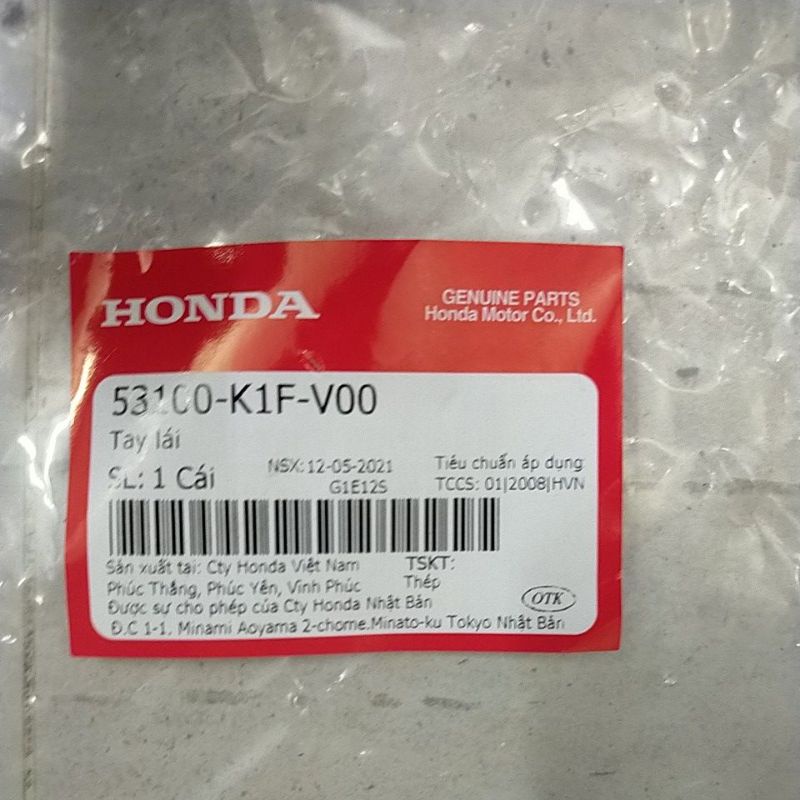 HONDA
GENUINE PARTS
Honda Motor Co., Ltd.
53100-K1F-V00
Tay lái
SL: 1 Cái
NSX: 12-05-2021
G1E12S
Tiêu chuẩn áp dụng:
TCCS: 01|2008|HVN
Sản xuất tại: Cty Honda Việt Nam
Phúc Thắng, Phúc Yên, Vĩnh Phúc
TSKT:
Thép
Được sự cho phép của Cty Honda Nhật Bản
Đ.C 1-1, Minami Aoyama 2-chome.Minato-ku Tokyo Nhật Bản
OTK